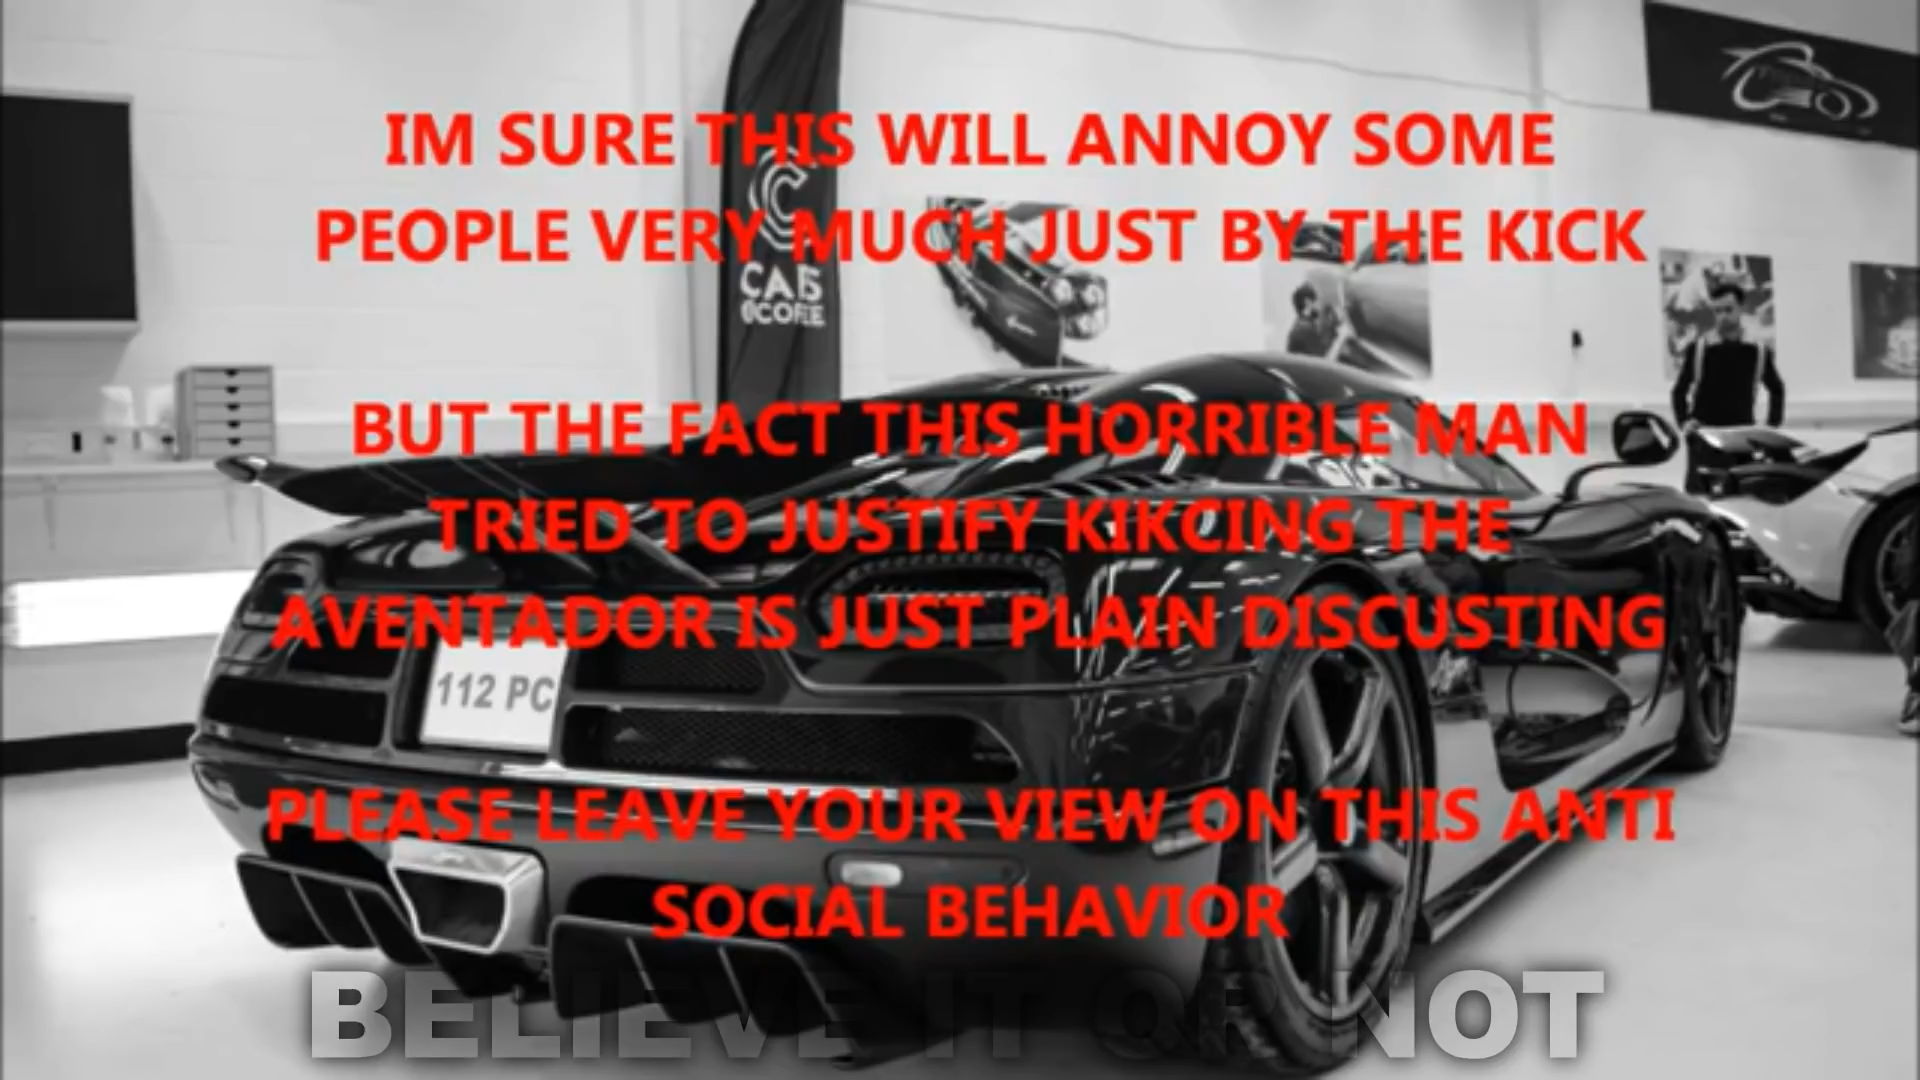 IM SURE THIS WILL ANNOY SOME
PEOPLE VERY MUCH JUST BY THE KICK
BUT THE FACT THIS HORRIBLE MAN
TRIED TO JUSTIFY KIKCING THE
AVENTADOR IS JUST PLAIN DISCUSTING
PLEASE LEAVE YOUR VIEW ON THIS ANTI
SOCIAL BEHAVIOR
BELIEVE IT OR NOT
112 PC